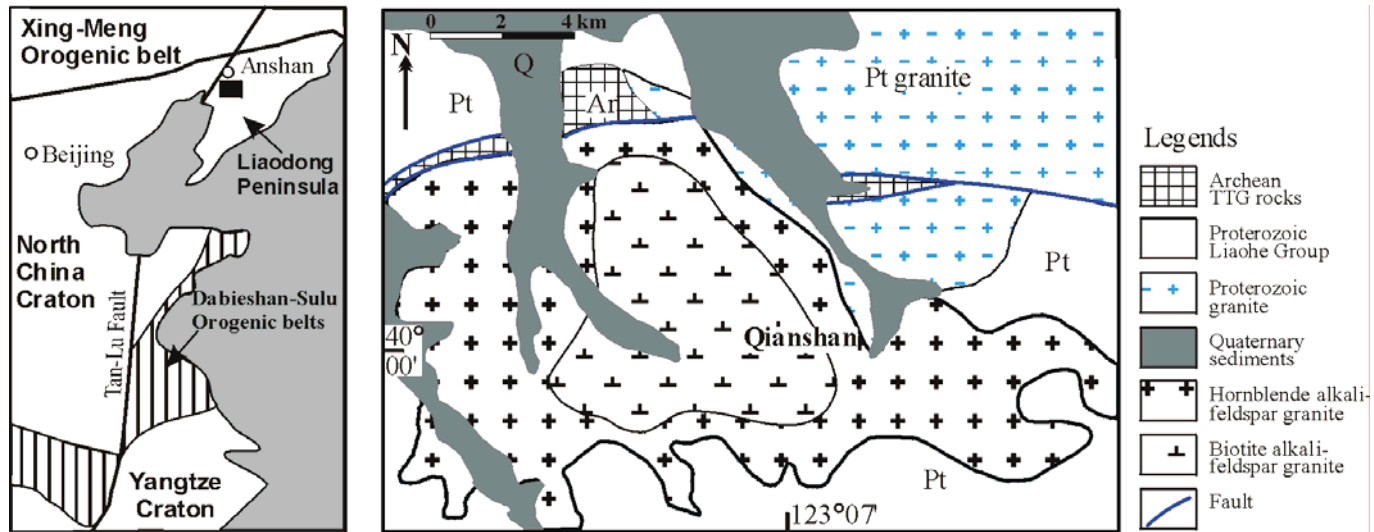 Xing-Meng
Orogenic belt
Anshan
Beijing
Liaodong
Peninsula
North
China
Craton
Dabieshan-Sulu
Orogenic belts
Tan-Lu Fault
Yangtze
Craton
0 2 4 km
N
Q
Pt
Ar
Pt granite
Pt
Qianshan
40°
00'
Pt
123°07'
Legends
Archean
TTG rocks
Proterozoic
Liaohe Group
Proterozoic
granite
Quaternary
sediments
Hornblende alkali-
feldspar granite
Biotite alkali-
feldspar granite
Fault